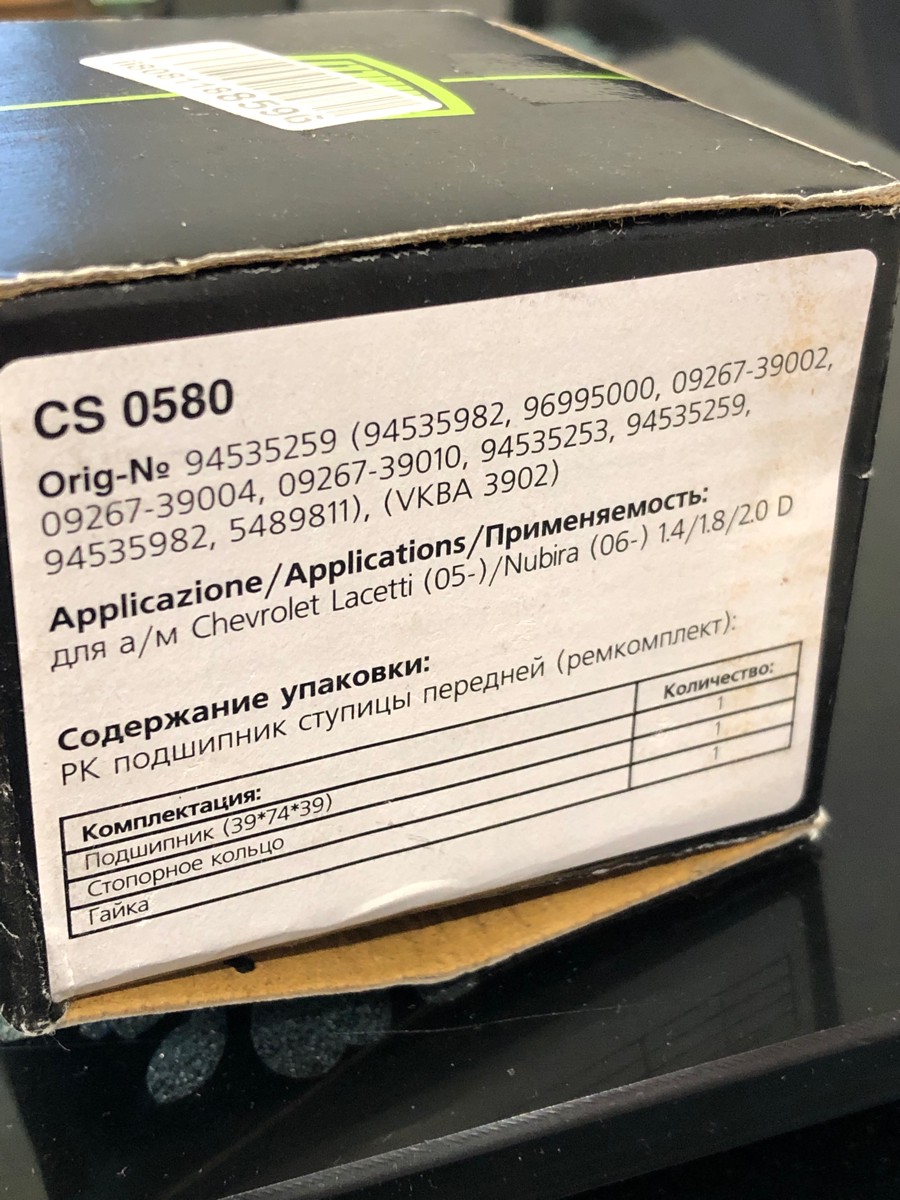 CS 0580
Orig-№ 94535259 (94535982, 96995000, 09267-39002,
09267-39004, 09267-39010, 94535253, 94535259,
94535982, 5489811), (VKBA 3902)
Applicazione/Applications/Применяемость:
для а/м Chevrolet Lacetti (05-)/Nubira (06-) 1.4/1.8/2.0 D
Содержание упаковки:
РК подшипник ступицы передней (ремкомплект):
Комплектация: Количество:
Подшипник (39*74*39) 1
Стопорное кольцо 1
Гайка 1